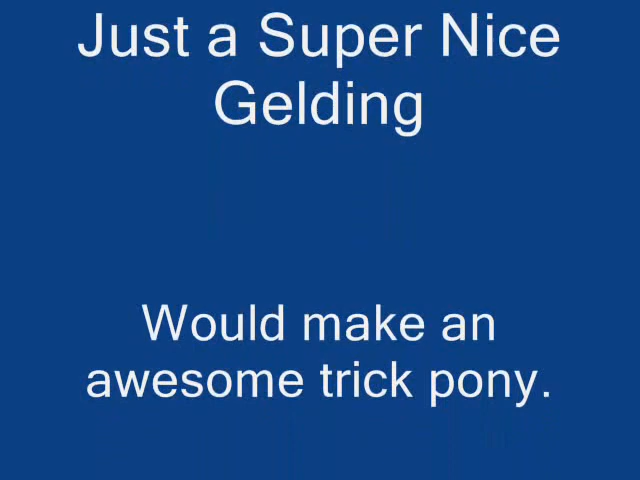 Just a Super Nice
Gelding
Would make an
awesome trick pony.